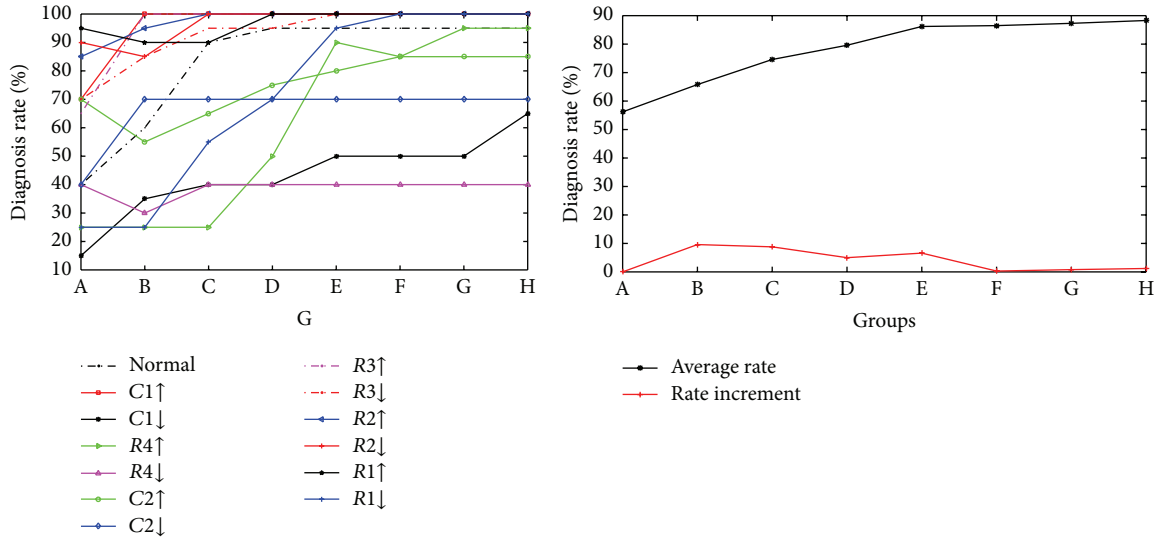 100
90
80
70
60
50
40
30
20
10
Diagnosis rate (%)
A B C D E F G H
G
Normal
C1↑
C1↓
R4↑
R4↓
C2↑
C2↓
R3↑
R3↓
R2↑
R2↓
R1↑
R1↓
90
80
70
60
50
40
30
20
10
0
Diagnosis rate (%)
A B C D E F G H
Groups
Average rate
Rate increment